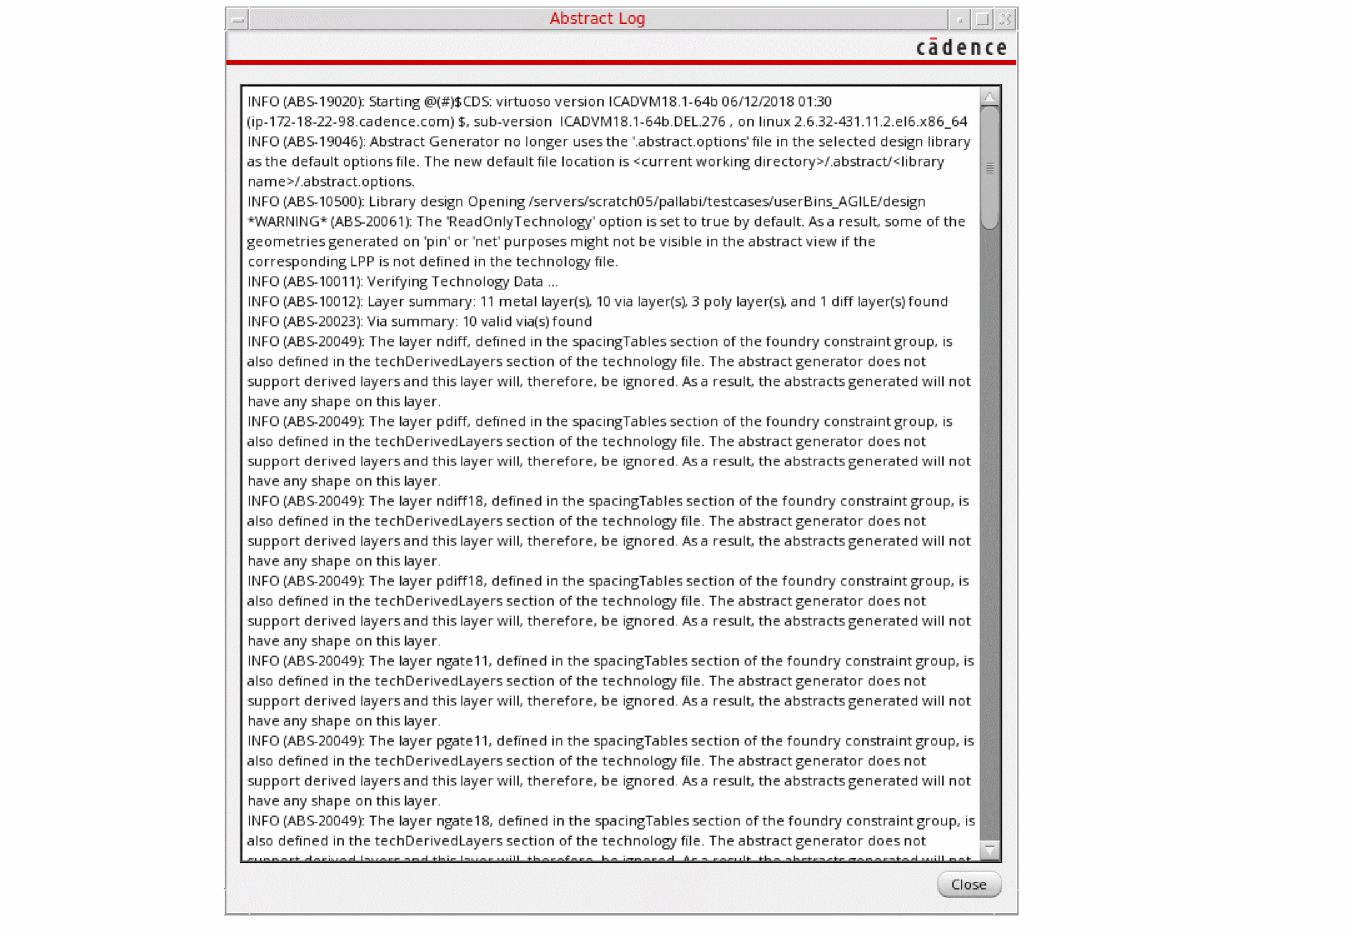 Abstract Log
cādence
INFO (ABS-19020): Starting @(#)$CDS: virtuoso version ICADVM18.1-64b 06/12/2018 01:30
(ip-172-18-22-98.cadence.com) $, sub-version  ICADVM18.1-64b.DEL.276 , on linux 2.6.32-431.11.2.el6.x86_64
INFO (ABS-19046): Abstract Generator no longer uses the '.abstract.options' file in the selected design library
as the default options file. The new default file location is <current working directory>/.abstract/<library
name>/.abstract.options.
INFO (ABS-10500): Library design Opening /servers/scratch05/pallabi/testcases/userBins_AGILE/design
*WARNING* (ABS-20061): The 'ReadOnlyTechnology' option is set to true by default. As a result, some of the
geometries generated on 'pin' or 'net' purposes might not be visible in the abstract view if the
corresponding LPP is not defined in the technology file.
INFO (ABS-10011): Verifying Technology Data ...
INFO (ABS-10012): Layer summary: 11 metal layer(s), 10 via layer(s), 3 poly layer(s), and 1 diff layer(s) found
INFO (ABS-20023): Via summary: 10 valid via(s) found
INFO (ABS-20049): The layer ndiff, defined in the spacingTables section of the foundry constraint group, is
also defined in the techDerivedLayers section of the technology file. The abstract generator does not
support derived layers and this layer will, therefore, be ignored. As a result, the abstracts generated will not
have any shape on this layer.
INFO (ABS-20049): The layer pdiff, defined in the spacingTables section of the foundry constraint group, is
also defined in the techDerivedLayers section of the technology file. The abstract generator does not
support derived layers and this layer will, therefore, be ignored. As a result, the abstracts generated will not
have any shape on this layer.
INFO (ABS-20049): The layer ndiff18, defined in the spacingTables section of the foundry constraint group, is
also defined in the techDerivedLayers section of the technology file. The abstract generator does not
support derived layers and this layer will, therefore, be ignored. As a result, the abstracts generated will not
have any shape on this layer.
INFO (ABS-20049): The layer pdiff18, defined in the spacingTables section of the foundry constraint group, is
also defined in the techDerivedLayers section of the technology file. The abstract generator does not
support derived layers and this layer will, therefore, be ignored. As a result, the abstracts generated will not
have any shape on this layer.
INFO (ABS-20049): The layer ngate11, defined in the spacingTables section of the foundry constraint group, is
also defined in the techDerivedLayers section of the technology file. The abstract generator does not
support derived layers and this layer will, therefore, be ignored. As a result, the abstracts generated will not
have any shape on this layer.
INFO (ABS-20049): The layer pgate11, defined in the spacingTables section of the foundry constraint group, is
also defined in the techDerivedLayers section of the technology file. The abstract generator does not
support derived layers and this layer will, therefore, be ignored. As a result, the abstracts generated will not
have any shape on this layer.
INFO (ABS-20049): The layer ngate18, defined in the spacingTables section of the foundry constraint group, is
also defined in the techDerivedLayers section of the technology file. The abstract generator does not
support derived layers and this layer will, therefore, be ignored. As a result, the abstracts generated will not
Close